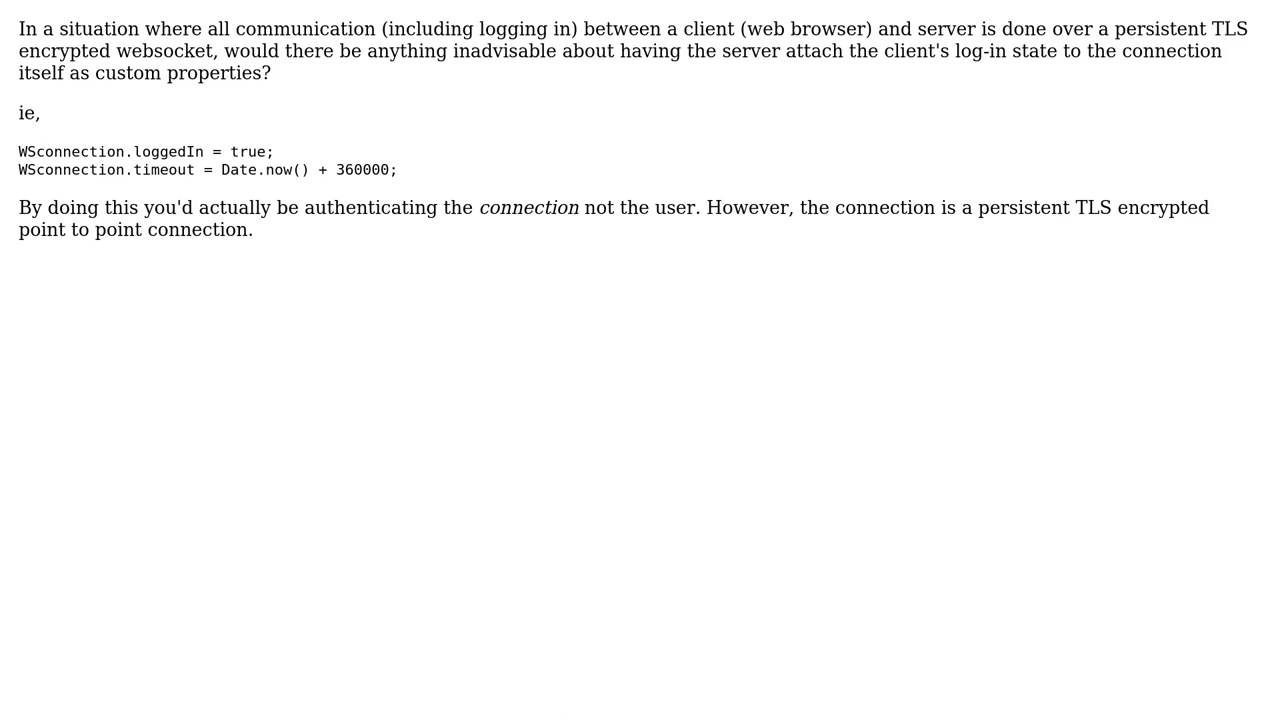 In a situation where all communication (including logging in) between a client (web browser) and server is done over a persistent TLS
encrypted websocket, would there be anything inadvisable about having the server attach the client's log-in state to the connection
itself as custom properties?
ie,
WSconnection.loggedIn = true;
WSconnection.timeout = Date.now() + 360000;
By doing this you'd actually be authenticating the connection not the user. However, the connection is a persistent TLS encrypted
point to point connection.